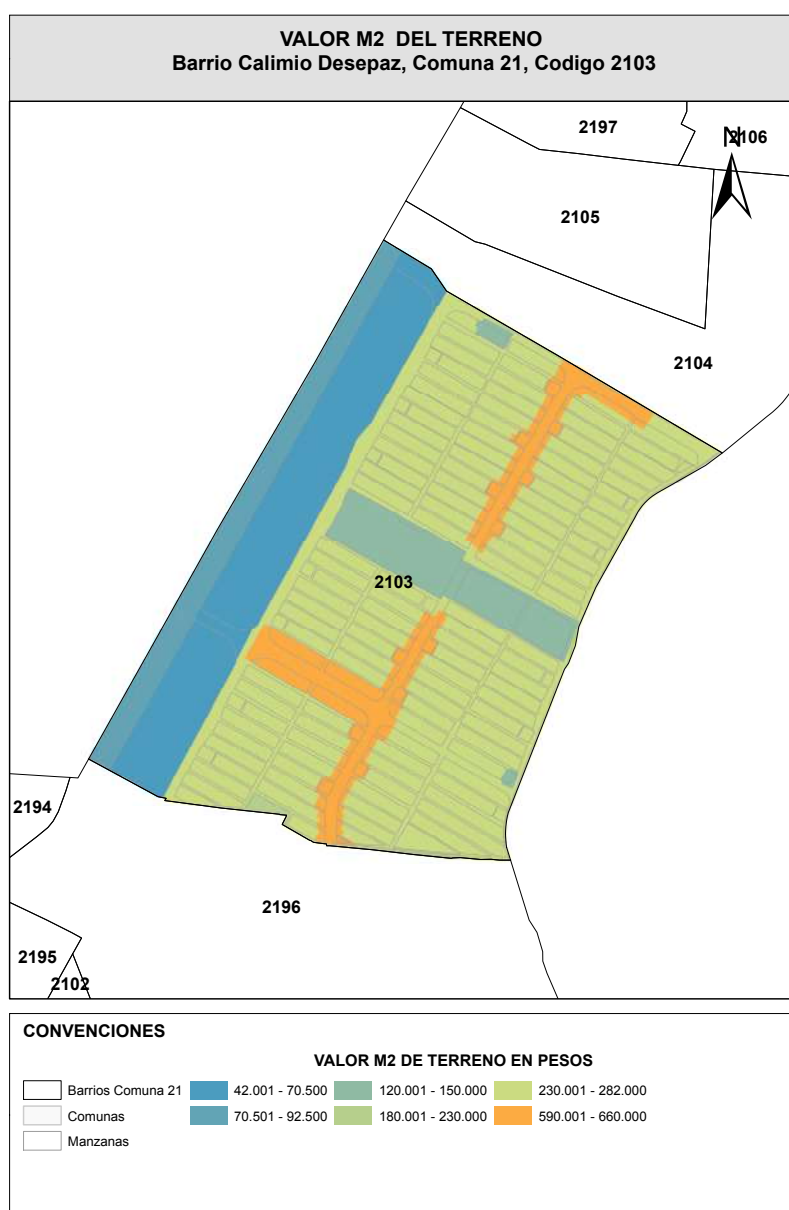 VALOR M2 DEL TERRENO
Barrio Calimio Desepaz, Comuna 21, Codigo 2103
2197
N
2106
2105
2104
2103
2194
2196
2195
2102
CONVENCIONES
VALOR M2 DE TERRENO EN PESOS
Barrios Comuna 21
42.001 - 70.500
120.001 - 150.000
230.001 - 282.000
Comunas
70.501 - 92.500
180.001 - 230.000
590.001 - 660.000
Manzanas